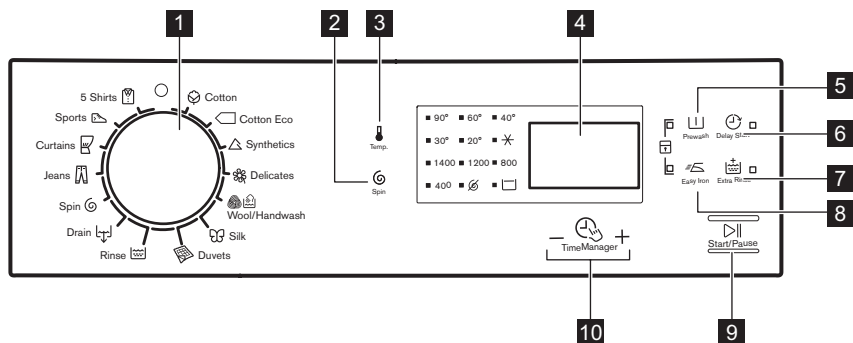 1
2
3
4
5
6
7
8
9
10
5 Shirts
Cotton
Sports
Cotton Eco
Curtains
Synthetics
Jeans
Delicates
Spin
Wool/Handwash
Drain
Silk
Rinse
Duvets
Temp.
Spin
90° 60° 40°
30° 20°
1400 1200 800
400
TimeManager
Prewash
Delay Start
Easy Iron
Extra Rinse
Start/Pause